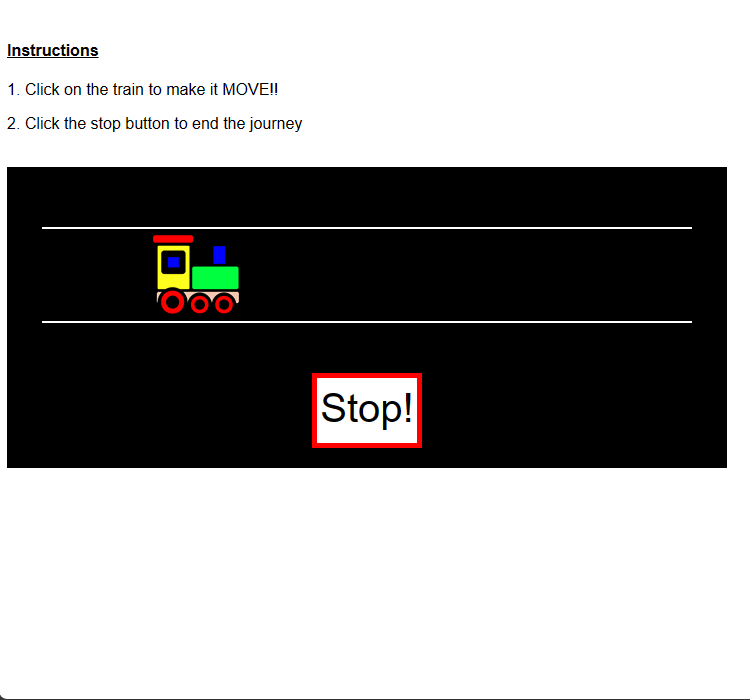 Instructions
1. Click on the train to make it MOVE!!
2. Click the stop button to end the journey
Stop!